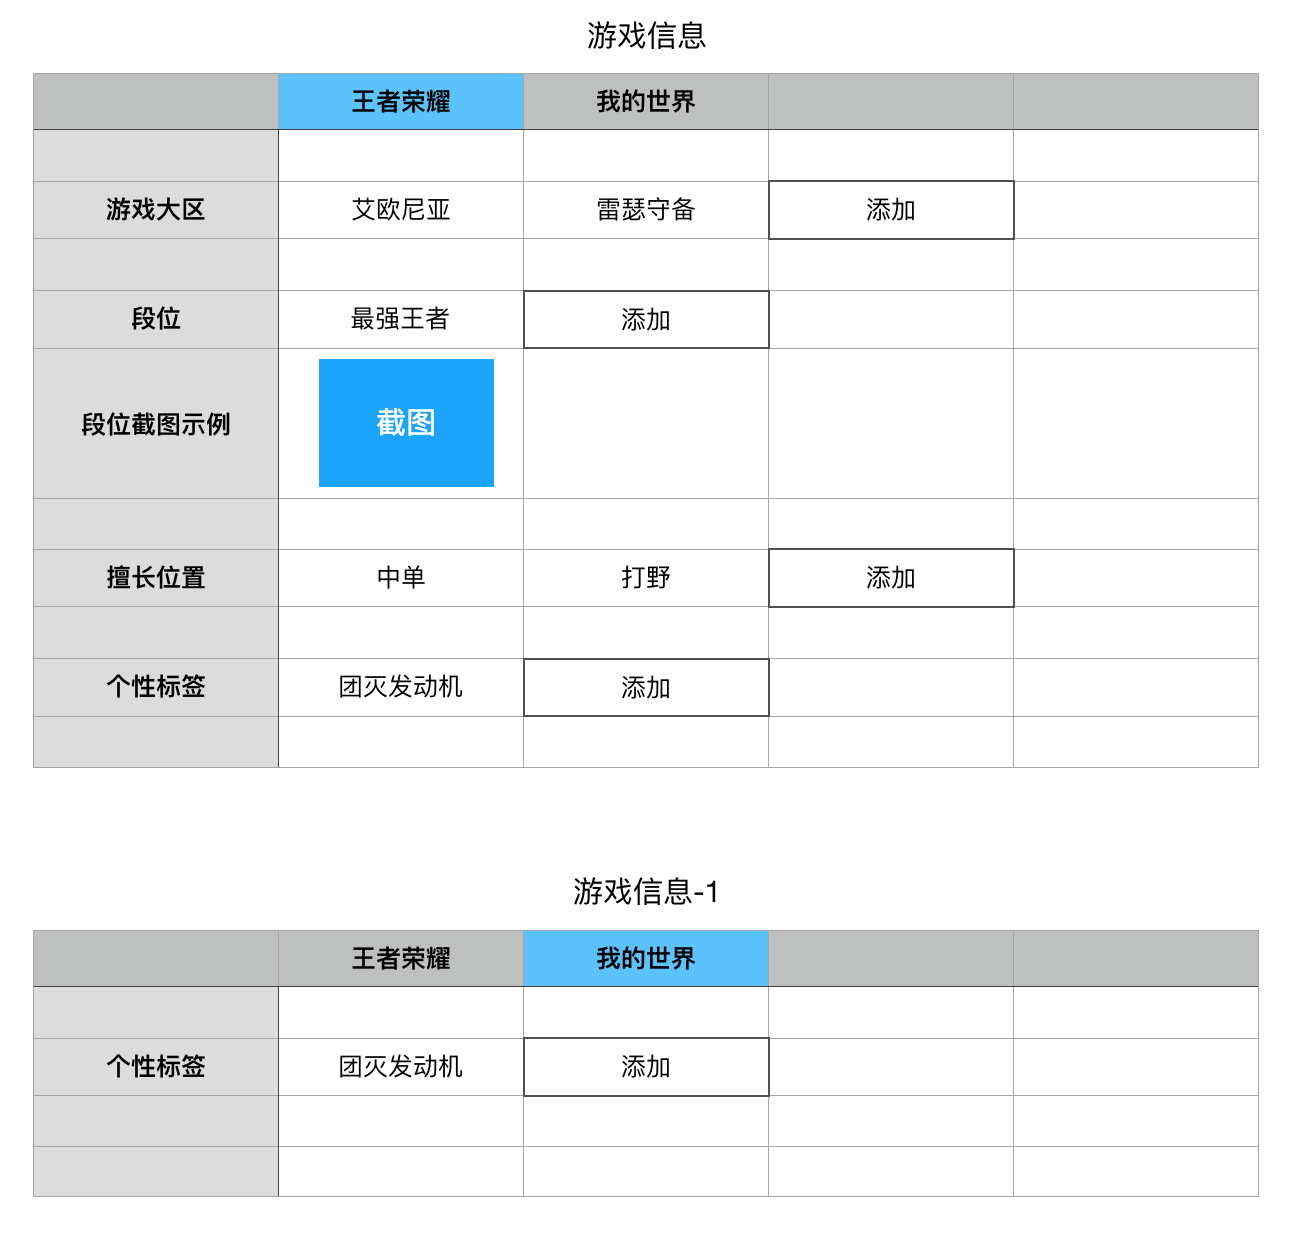 游戏信息
王者荣耀 我的世界
游戏大区 艾欧尼亚 雷瑟守备 添加
段位 最强王者 添加
段位截图示例 截图
擅长位置 中单 打野 添加
个性标签 团灭发动机 添加
游戏信息-1
王者荣耀 我的世界
个性标签 团灭发动机 添加